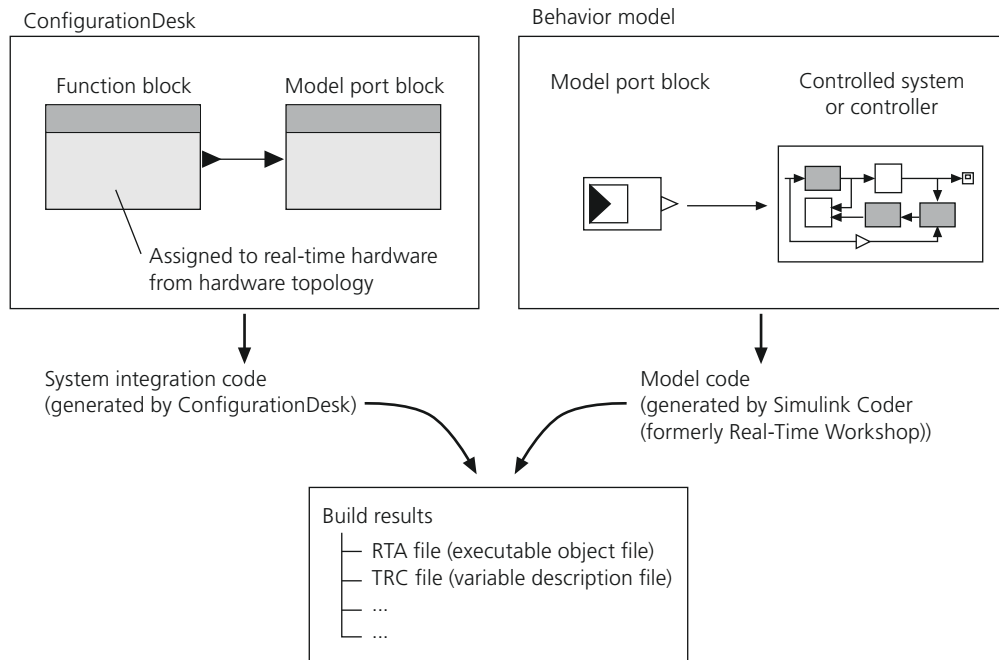 ConfigurationDesk
Function block
Model port block
Assigned to real-time hardware
from hardware topology
Behavior model
Model port block
Controlled system
or controller
System integration code
(generated by ConfigurationDesk)
Model code
(generated by Simulink Coder
(formerly Real-Time Workshop))
Build results
RTA file (executable object file)
TRC file (variable description file)
...
...